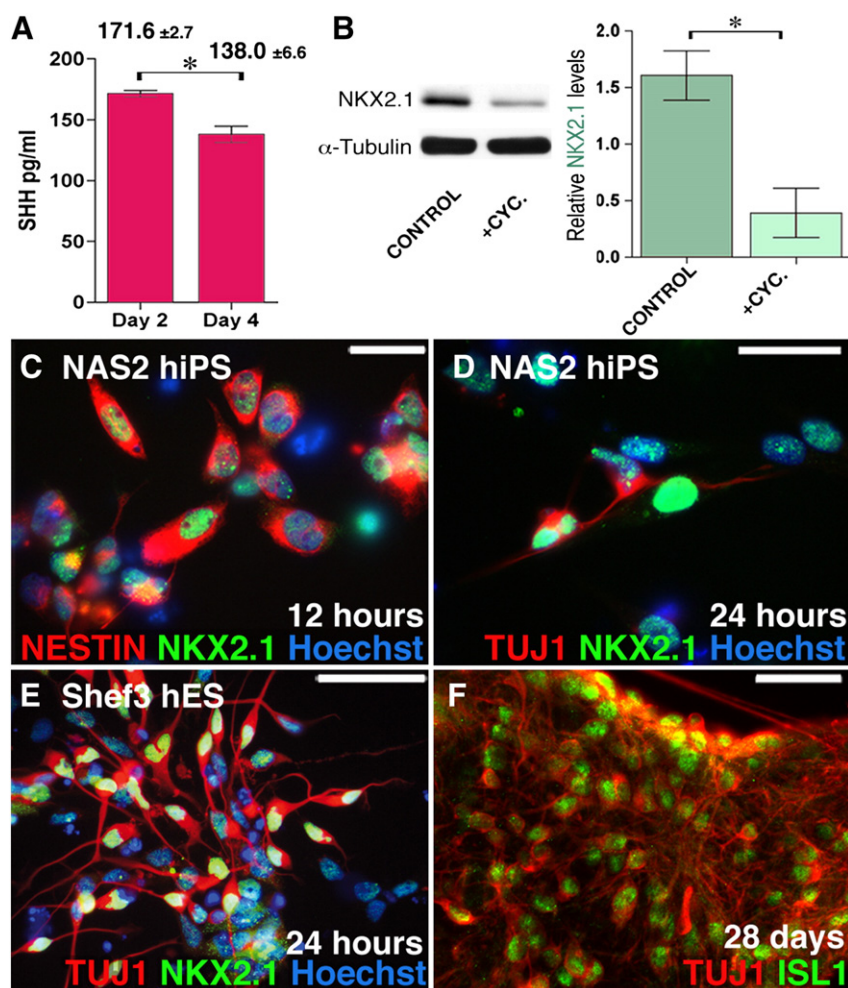 A
171.6 ±2.7
138.0 ±6.6
*
SHH pg/ml
200
150
100
50
0
Day 2
Day 4
B
NKX2.1
α-Tubulin
CONTROL
+CYC.
*
Relative NKX2.1 levels
2.0
1.5
1.0
0.5
0.0
CONTROL
+CYC.
C NAS2 hiPS
12 hours
NESTIN NKX2.1 Hoechst
D NAS2 hiPS
24 hours
TUJ1 NKX2.1 Hoechst
E Shef3 hES
24 hours
TUJ1 NKX2.1 Hoechst
F
28 days
TUJ1 ISL1